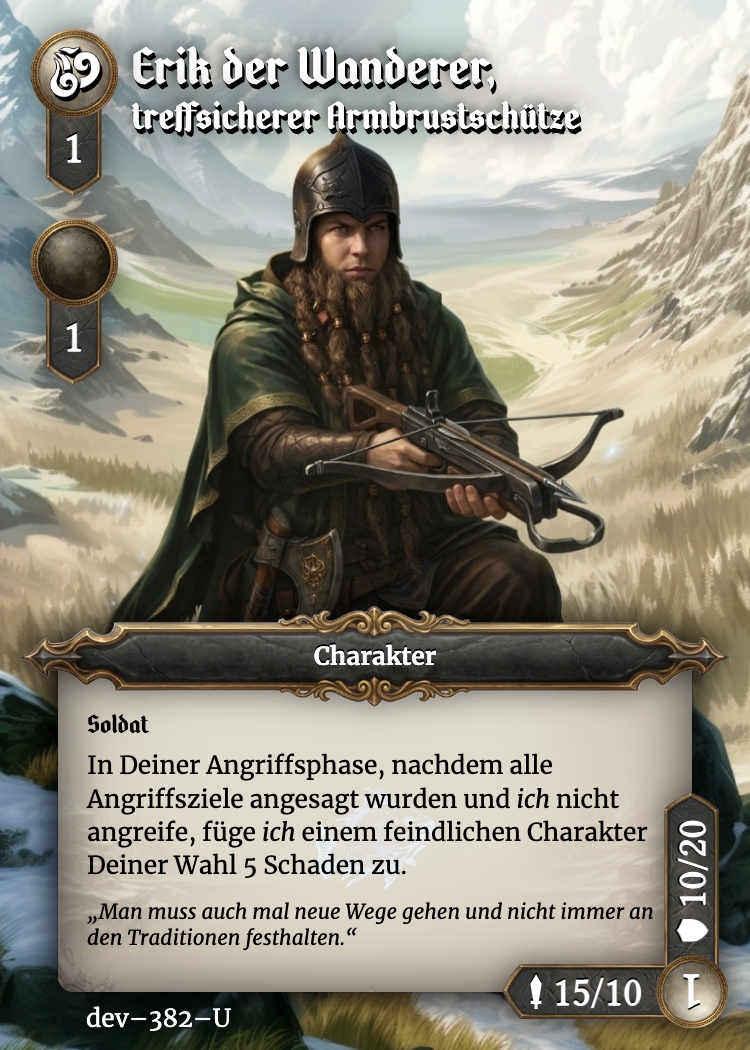 Erik der Wanderer,
treffsicherer Armbrustschütze
1
1
Charakter
Soldat
In Deiner Angriffsphase, nachdem alle
Angriffsziele angesagt wurden und ich nicht
angreife, füge ich einem feindlichen Charakter
Deiner Wahl 5 Schaden zu.
„Man muss auch mal neue Wege gehen und nicht immer an
den Traditionen festhalten.“
10/20
15/10
1
dev–382–U